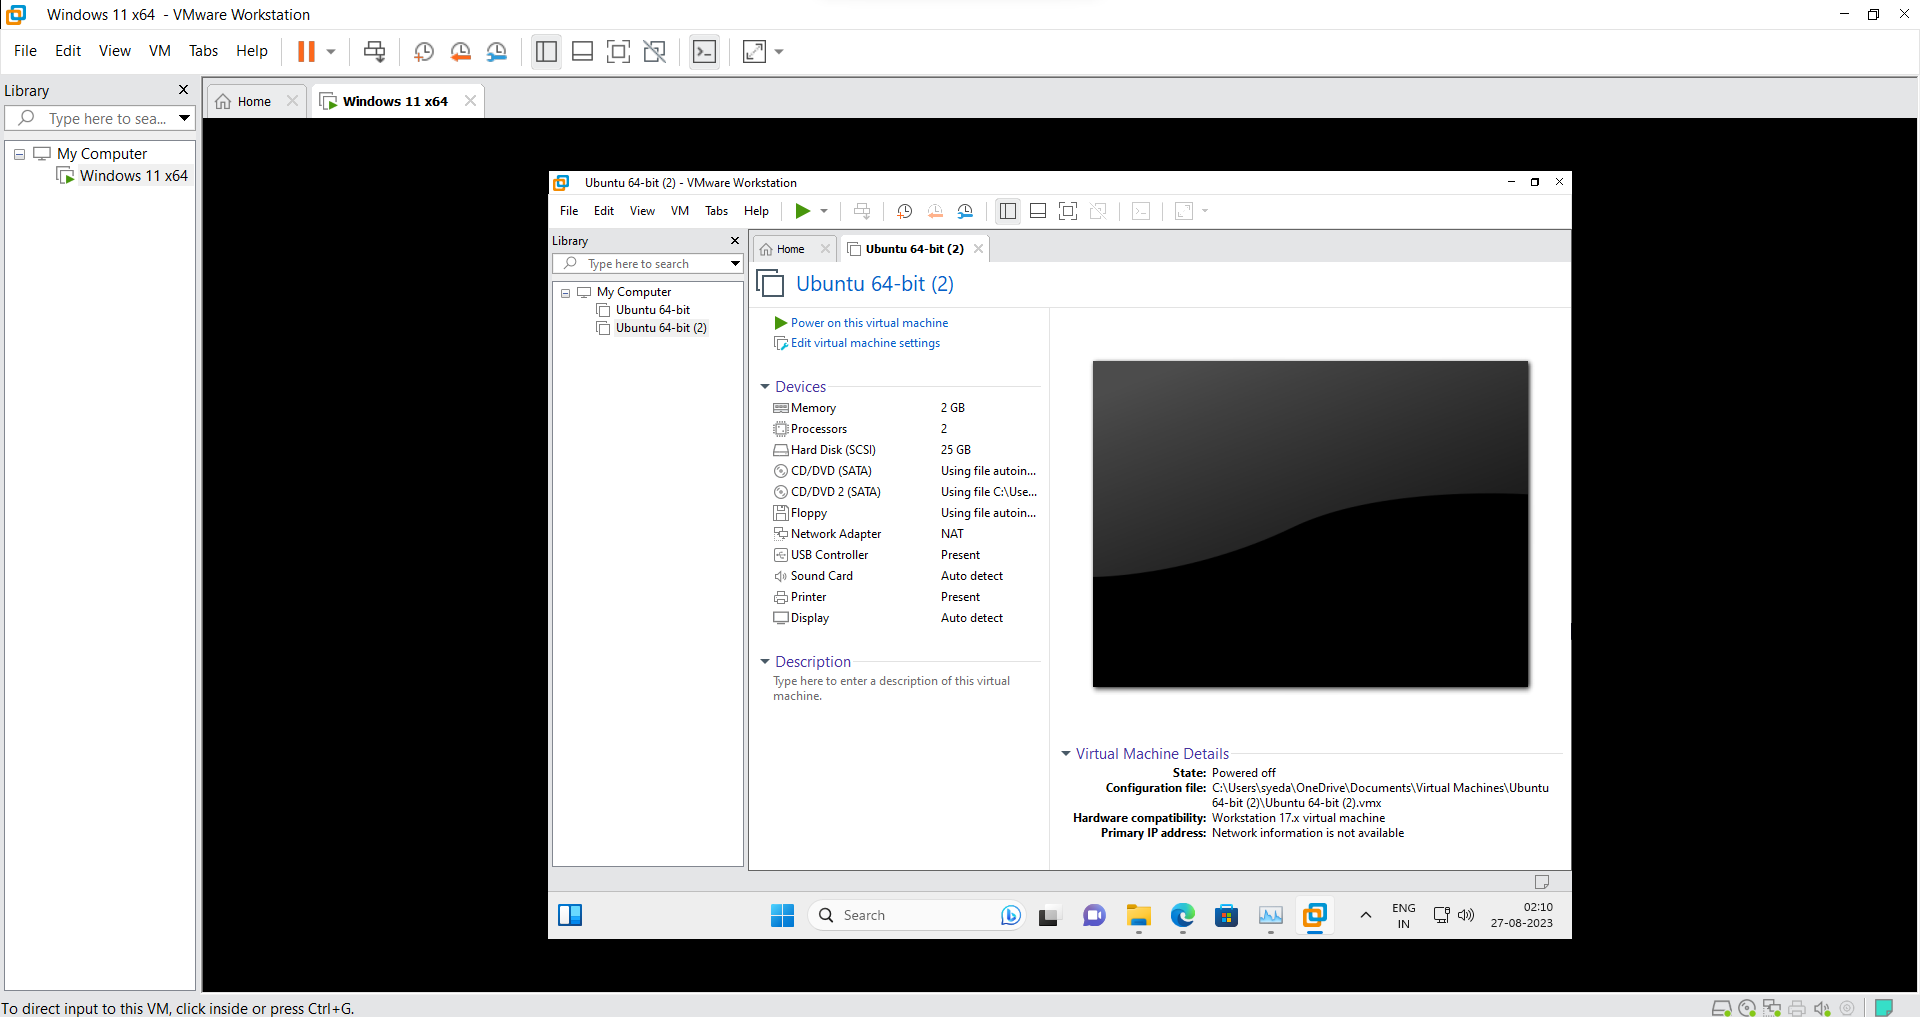 Windows 11 x64 - VMware Workstation
File Edit View VM Tabs Help
Library
Type here to sea...
My Computer
Windows 11 x64
Home
Windows 11 x64
Ubuntu 64-bit (2) - VMware Workstation
File Edit View VM Tabs Help
Library
Type here to search
My Computer
Ubuntu 64-bit
Ubuntu 64-bit (2)
Home
Ubuntu 64-bit (2)
Ubuntu 64-bit (2)
Power on this virtual machine
Edit virtual machine settings
Devices
Memory 2 GB
Processors 2
Hard Disk (SCSI) 25 GB
CD/DVD (SATA) Using file autoin...
CD/DVD 2 (SATA) Using file C:\Use...
Floppy Using file autoin...
Network Adapter NAT
USB Controller Present
Sound Card Auto detect
Printer Present
Display Auto detect
Description
Type here to enter a description of this virtual
machine.
Virtual Machine Details
State: Powered off
Configuration file: C:\Users\syeda\OneDrive\Documents\Virtual Machines\Ubuntu
64-bit (2)\Ubuntu 64-bit (2).vmx
Hardware compatibility: Workstation 17.x virtual machine
Primary IP address: Network information is not available
Search
ENG
IN
02:10
27-08-2023
To direct input to this VM, click inside or press Ctrl+G.